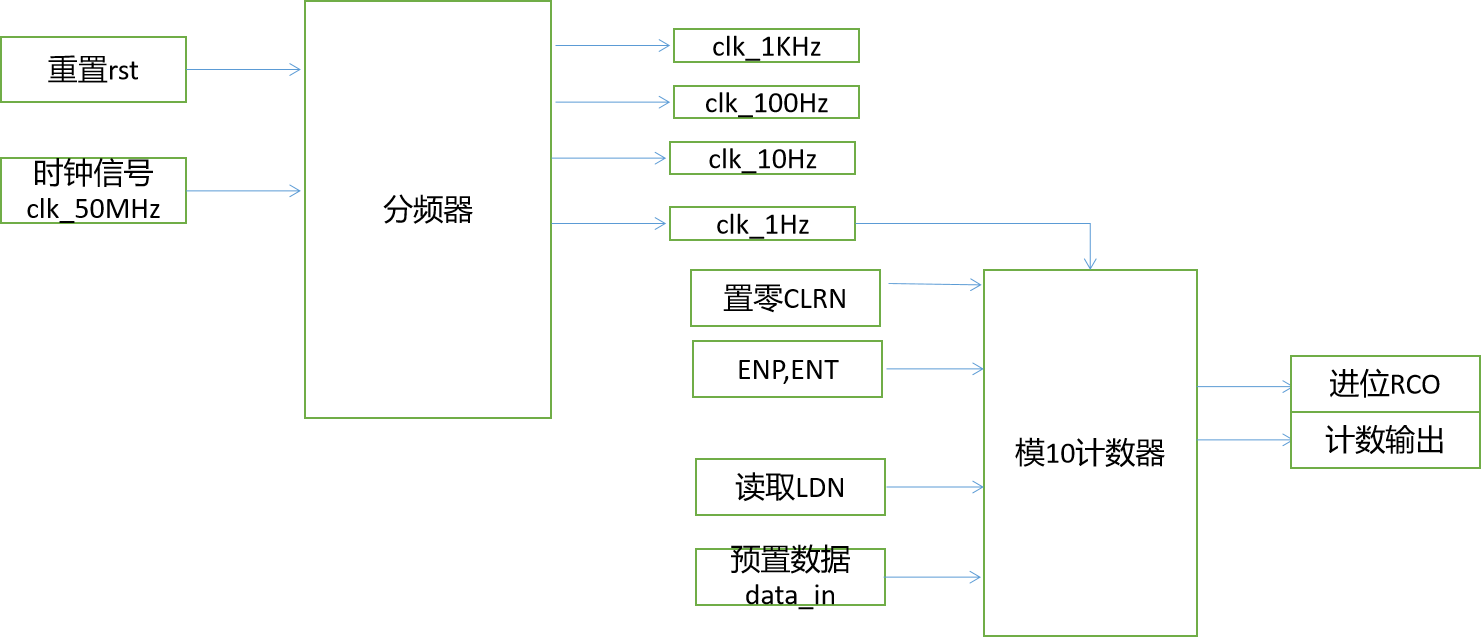 重置rst
时钟信号
clk_50MHz
分频器
clk_1KHz
clk_100Hz
clk_10Hz
clk_1Hz
置零CLRN
ENP,ENT
读取LDN
预置数据
data_in
模10计数器
进位RCO
计数输出